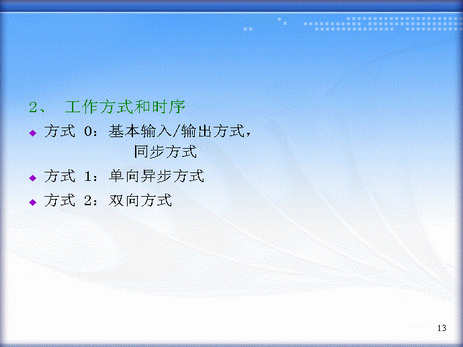 2、 工作方式和时序
方式 0：基本输入/输出方式，
同步方式
方式 1：单向异步方式
方式 2：双向方式
13